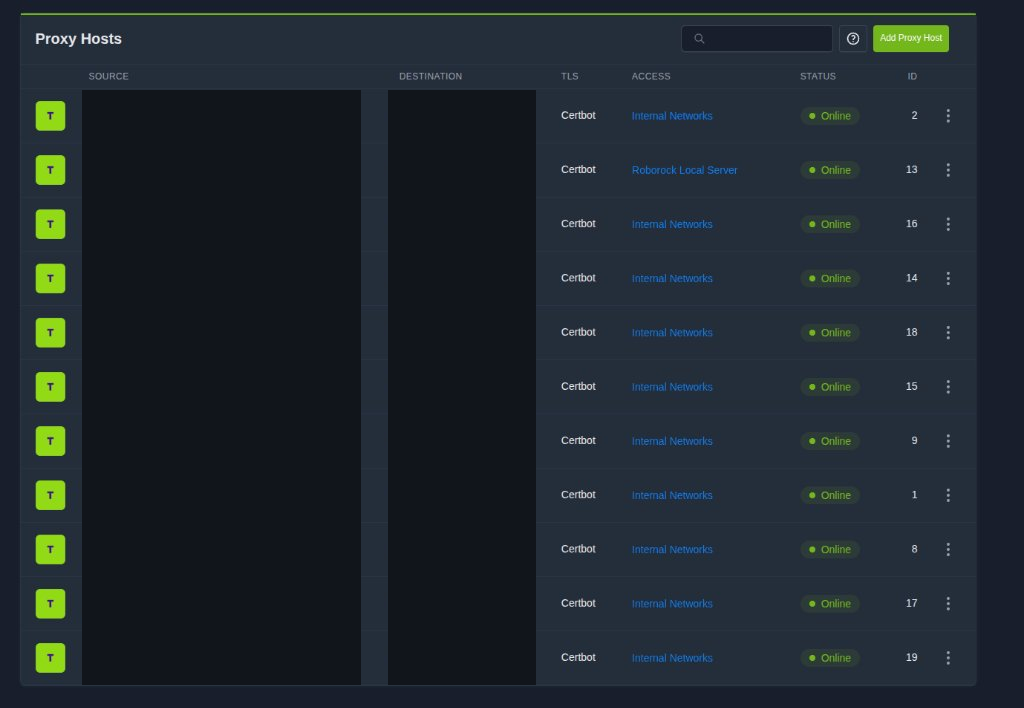 Proxy Hosts
Add Proxy Host
SOURCE DESTINATION TLS ACCESS STATUS ID
T Certbot Internal Networks Online 2
T Certbot Roborock Local Server Online 13
T Certbot Internal Networks Online 16
T Certbot Internal Networks Online 14
T Certbot Internal Networks Online 18
T Certbot Internal Networks Online 15
T Certbot Internal Networks Online 9
T Certbot Internal Networks Online 1
T Certbot Internal Networks Online 8
T Certbot Internal Networks Online 17
T Certbot Internal Networks Online 19